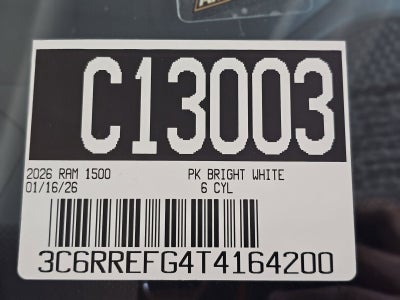 C13003
2026 RAM 1500 PK BRIGHT WHITE
01/16/26 6 CYL
3C6RREFG4T4164200